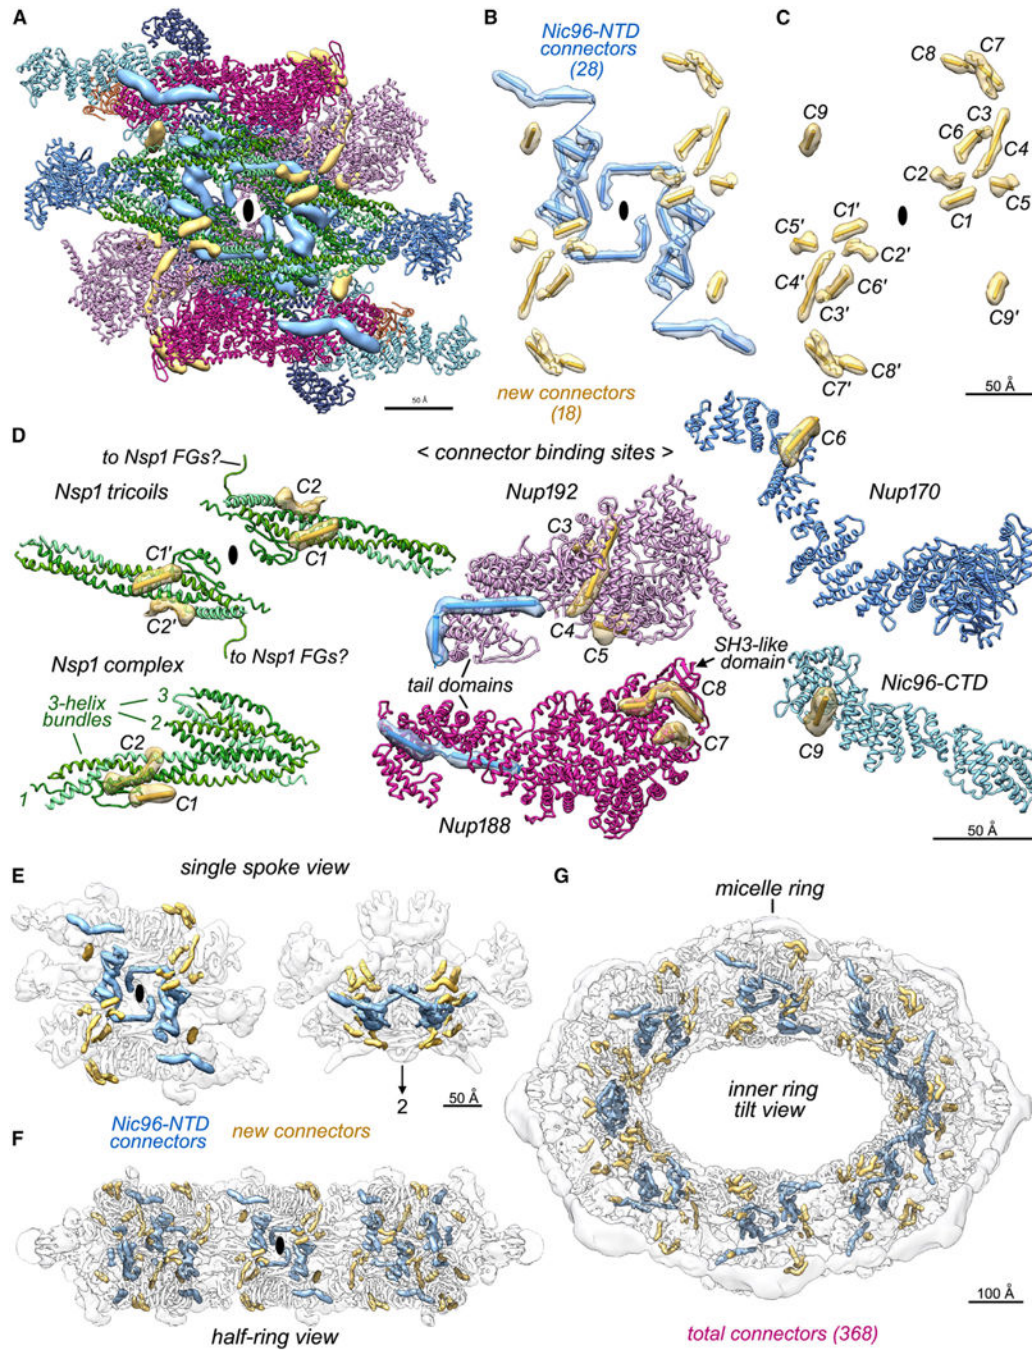 A
B
C
Nic96-NTD
connectors
(28)
new connectors
(18)
50 Å
C8
C7
C9
C3
C6
C4
C2
C5
C1
C1'
C5'
C2'
C4'
C6'
C3'
C9'
C8'
C7'
50 Å
D
to Nsp1 FGs?
Nsp1 tricoils
C2
C1
C1'
C2'
to Nsp1 FGs?
Nsp1 complex
3-helix
bundles
3
2
C2
C1
1
< connector binding sites >
Nup192
C3
C4
C5
tail domains
SH3-like
domain
C8
C7
Nup188
C6
Nup170
Nic96-CTD
C9
50 Å
E
single spoke view
2
50 Å
Nic96-NTD
connectors
new connectors
F
half-ring view
G
micelle ring
inner ring
tilt view
100 Å
total connectors (368)